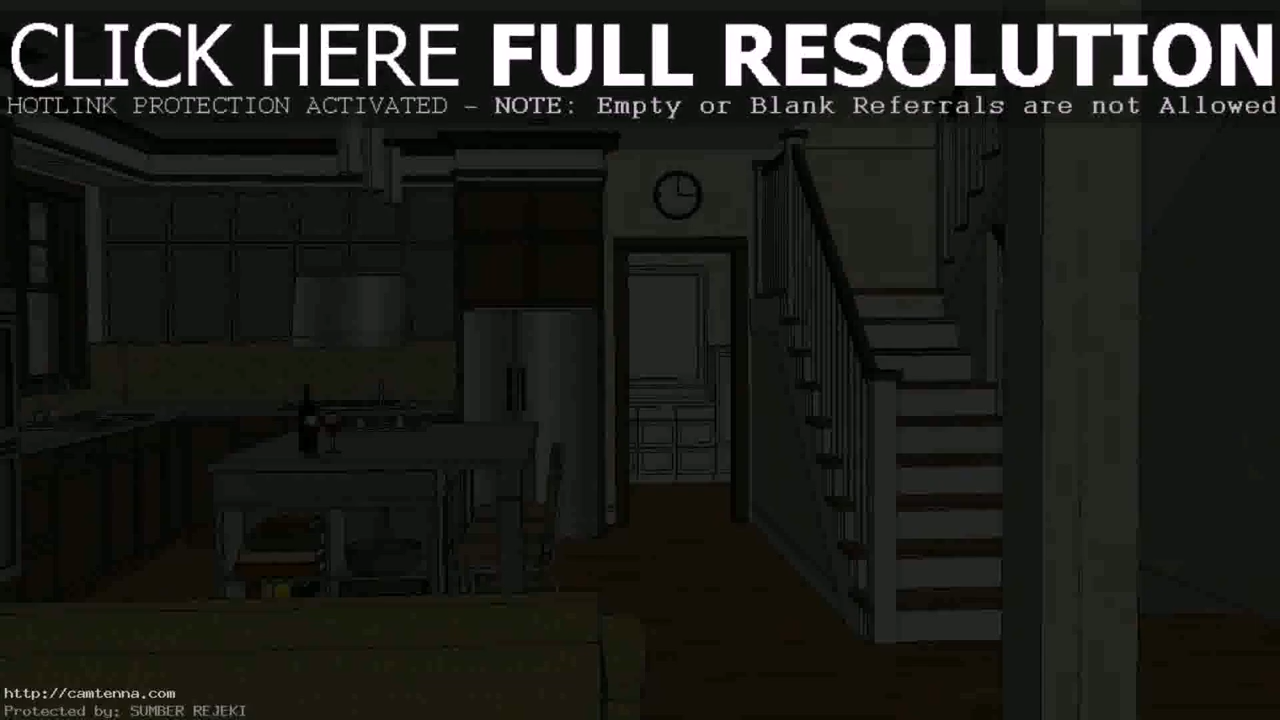 CLICK HERE FULL RESOLUTION
HOTLINK PROTECTION ACTIVATED - NOTE: Empty or Blank Referrals are not Allowed
http://camtenna.com
Protected by: SUMBER REJEKI